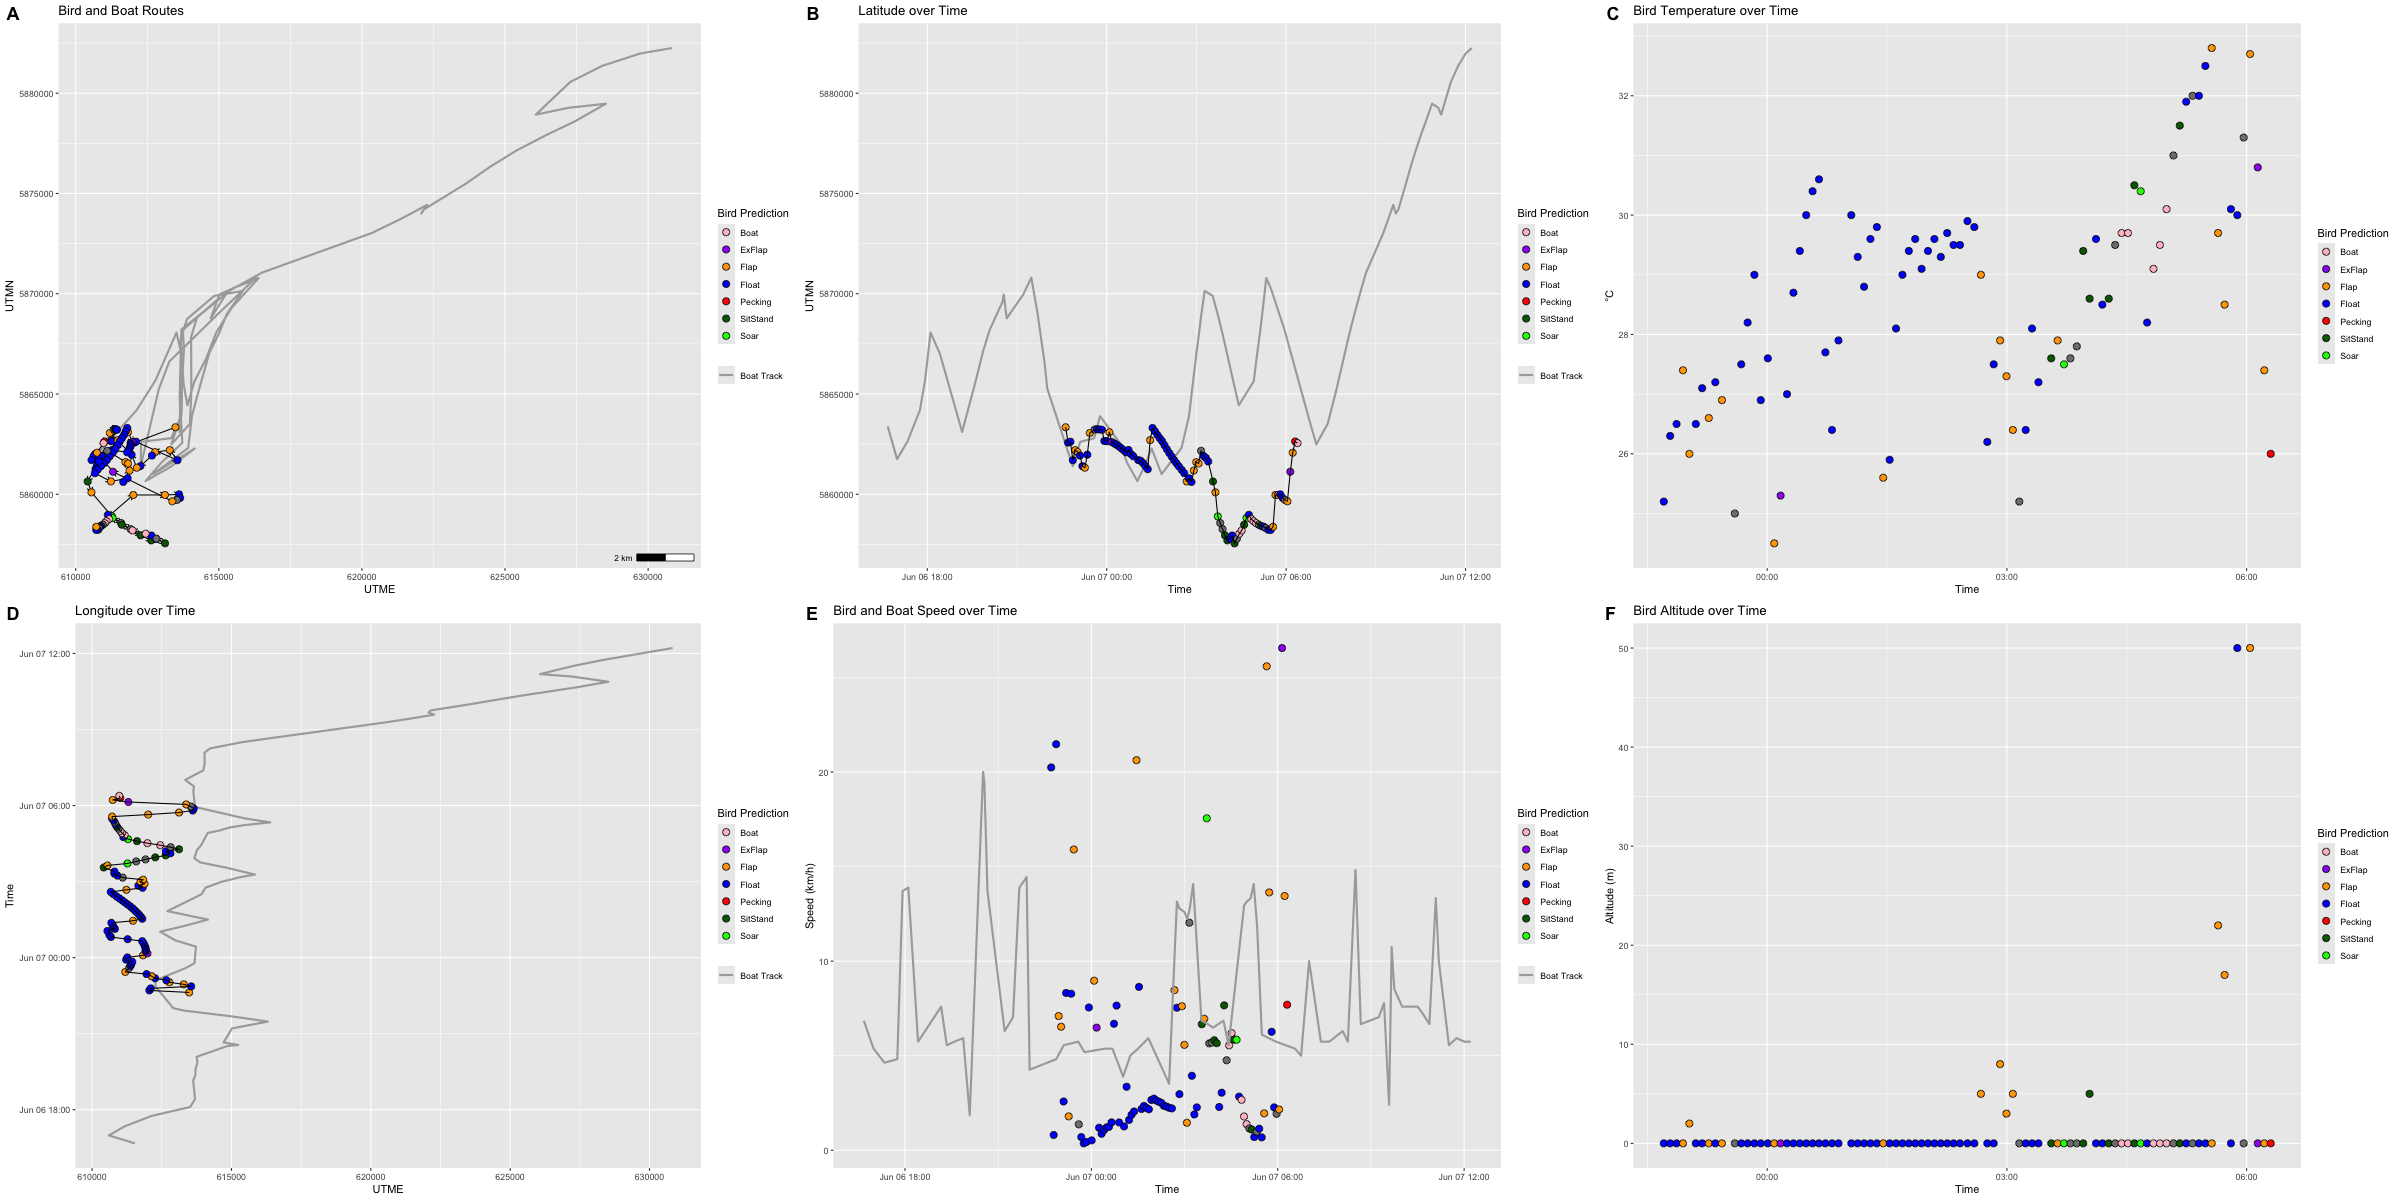 A
Bird and Boat Routes
UTMN
5880000
5875000
5870000
5865000
5860000
610000
615000
620000
625000
630000
UTME
2 km
Bird Prediction
Boat
ExFlap
Flap
Float
Pecking
SitStand
Soar
Boat Track
B
Latitude over Time
UTMN
5880000
5875000
5870000
5865000
5860000
Jun 06 18:00
Jun 07 00:00
Jun 07 06:00
Jun 07 12:00
Time
Bird Prediction
Boat
ExFlap
Flap
Float
Pecking
SitStand
Soar
Boat Track
C
Bird Temperature over Time
°C
32
30
28
26
00:00
03:00
06:00
Time
Bird Prediction
Boat
ExFlap
Flap
Float
Pecking
SitStand
Soar
D
Longitude over Time
Time
Jun 07 12:00
Jun 07 06:00
Jun 07 00:00
Jun 06 18:00
610000
615000
620000
625000
630000
UTME
Bird Prediction
Boat
ExFlap
Flap
Float
Pecking
SitStand
Soar
Boat Track
E
Bird and Boat Speed over Time
Speed (km/h)
20
10
0
Jun 06 18:00
Jun 07 00:00
Jun 07 06:00
Jun 07 12:00
Time
Bird Prediction
Boat
ExFlap
Flap
Float
Pecking
SitStand
Soar
Boat Track
F
Bird Altitude over Time
Altitude (m)
50
40
30
20
10
0
00:00
03:00
06:00
Time
Bird Prediction
Boat
ExFlap
Flap
Float
Pecking
SitStand
Soar